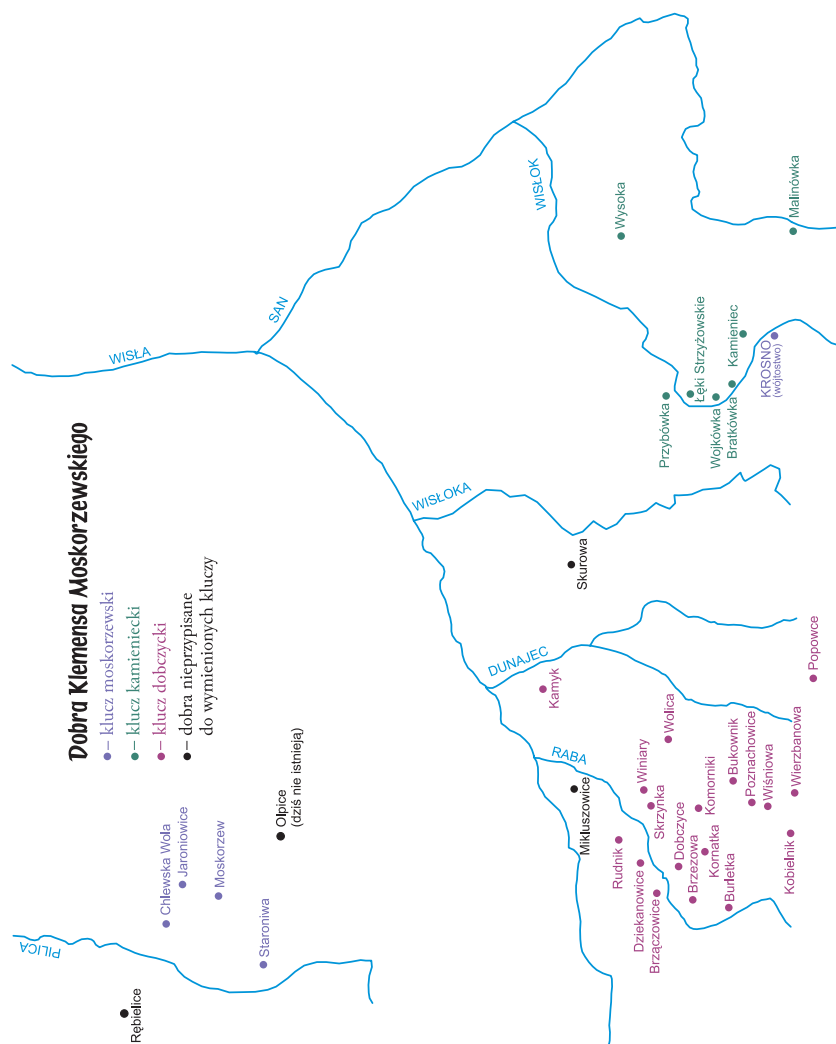 Dobra Klemensa Moskorzewskiego
– klucz moskorzewski
– klucz kamieniecki
– klucz dobczycki
– dobra nieprzypisane
do wymienionych kluczy
PILICA
WISŁA
SAN
WISŁOK
WISŁOKA
DUNAJEC
RABA
Rębielice
Chlewska Wola
Jaroniowice
Moskorzew
Staroniwa
Ołpice
(dziś nie istnieją)
Mikluszowice
Skurowa
Kamyk
Rudnik
Winiary
Skrzynka
Wolica
Dziekanowice
Brzączowice
Dobczyce
Brzezowa
Kornatka
Komorniki
Burletka
Bukownik
Poznachowice
Wiśniowa
Kobielnik
Wierzbanowa
Popowce
Wysoka
Przybówka
Łęki Strzyżowskie
Wojkówka
Bratkówka
Kamieniec
KROSNO
(wójtostwo)
Malinówka